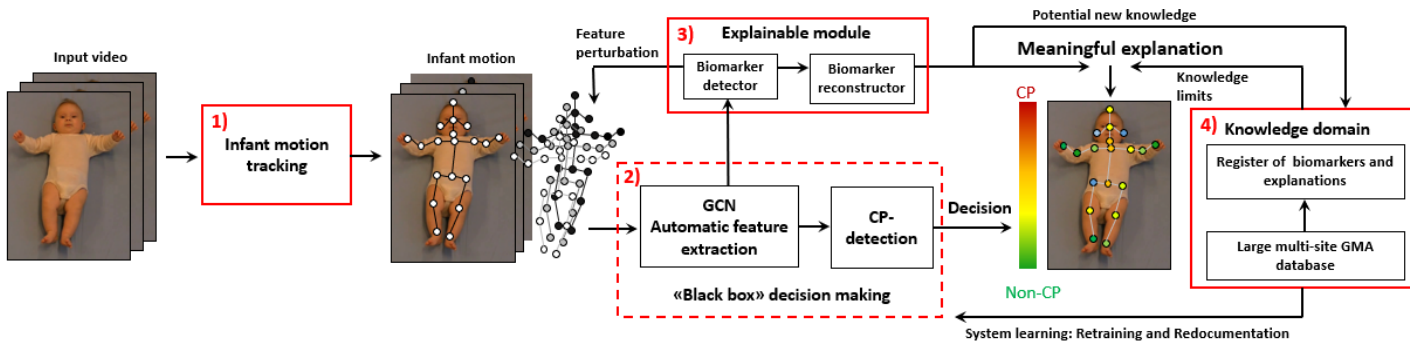 Input video
1)
Infant motion
tracking
Infant motion
Feature
perturbation
3)
Explainable module
Biomarker
detector
Biomarker
reconstructor
2)
GCN
Automatic feature
extraction
CP-
detection
«Black box» decision making
Decision
Potential new knowledge
Meaningful explanation
Knowledge
limits
CP
Non-CP
4)
Knowledge domain
Register of biomarkers and
explanations
Large multi-site GMA
database
System learning: Retraining and Redocumentation